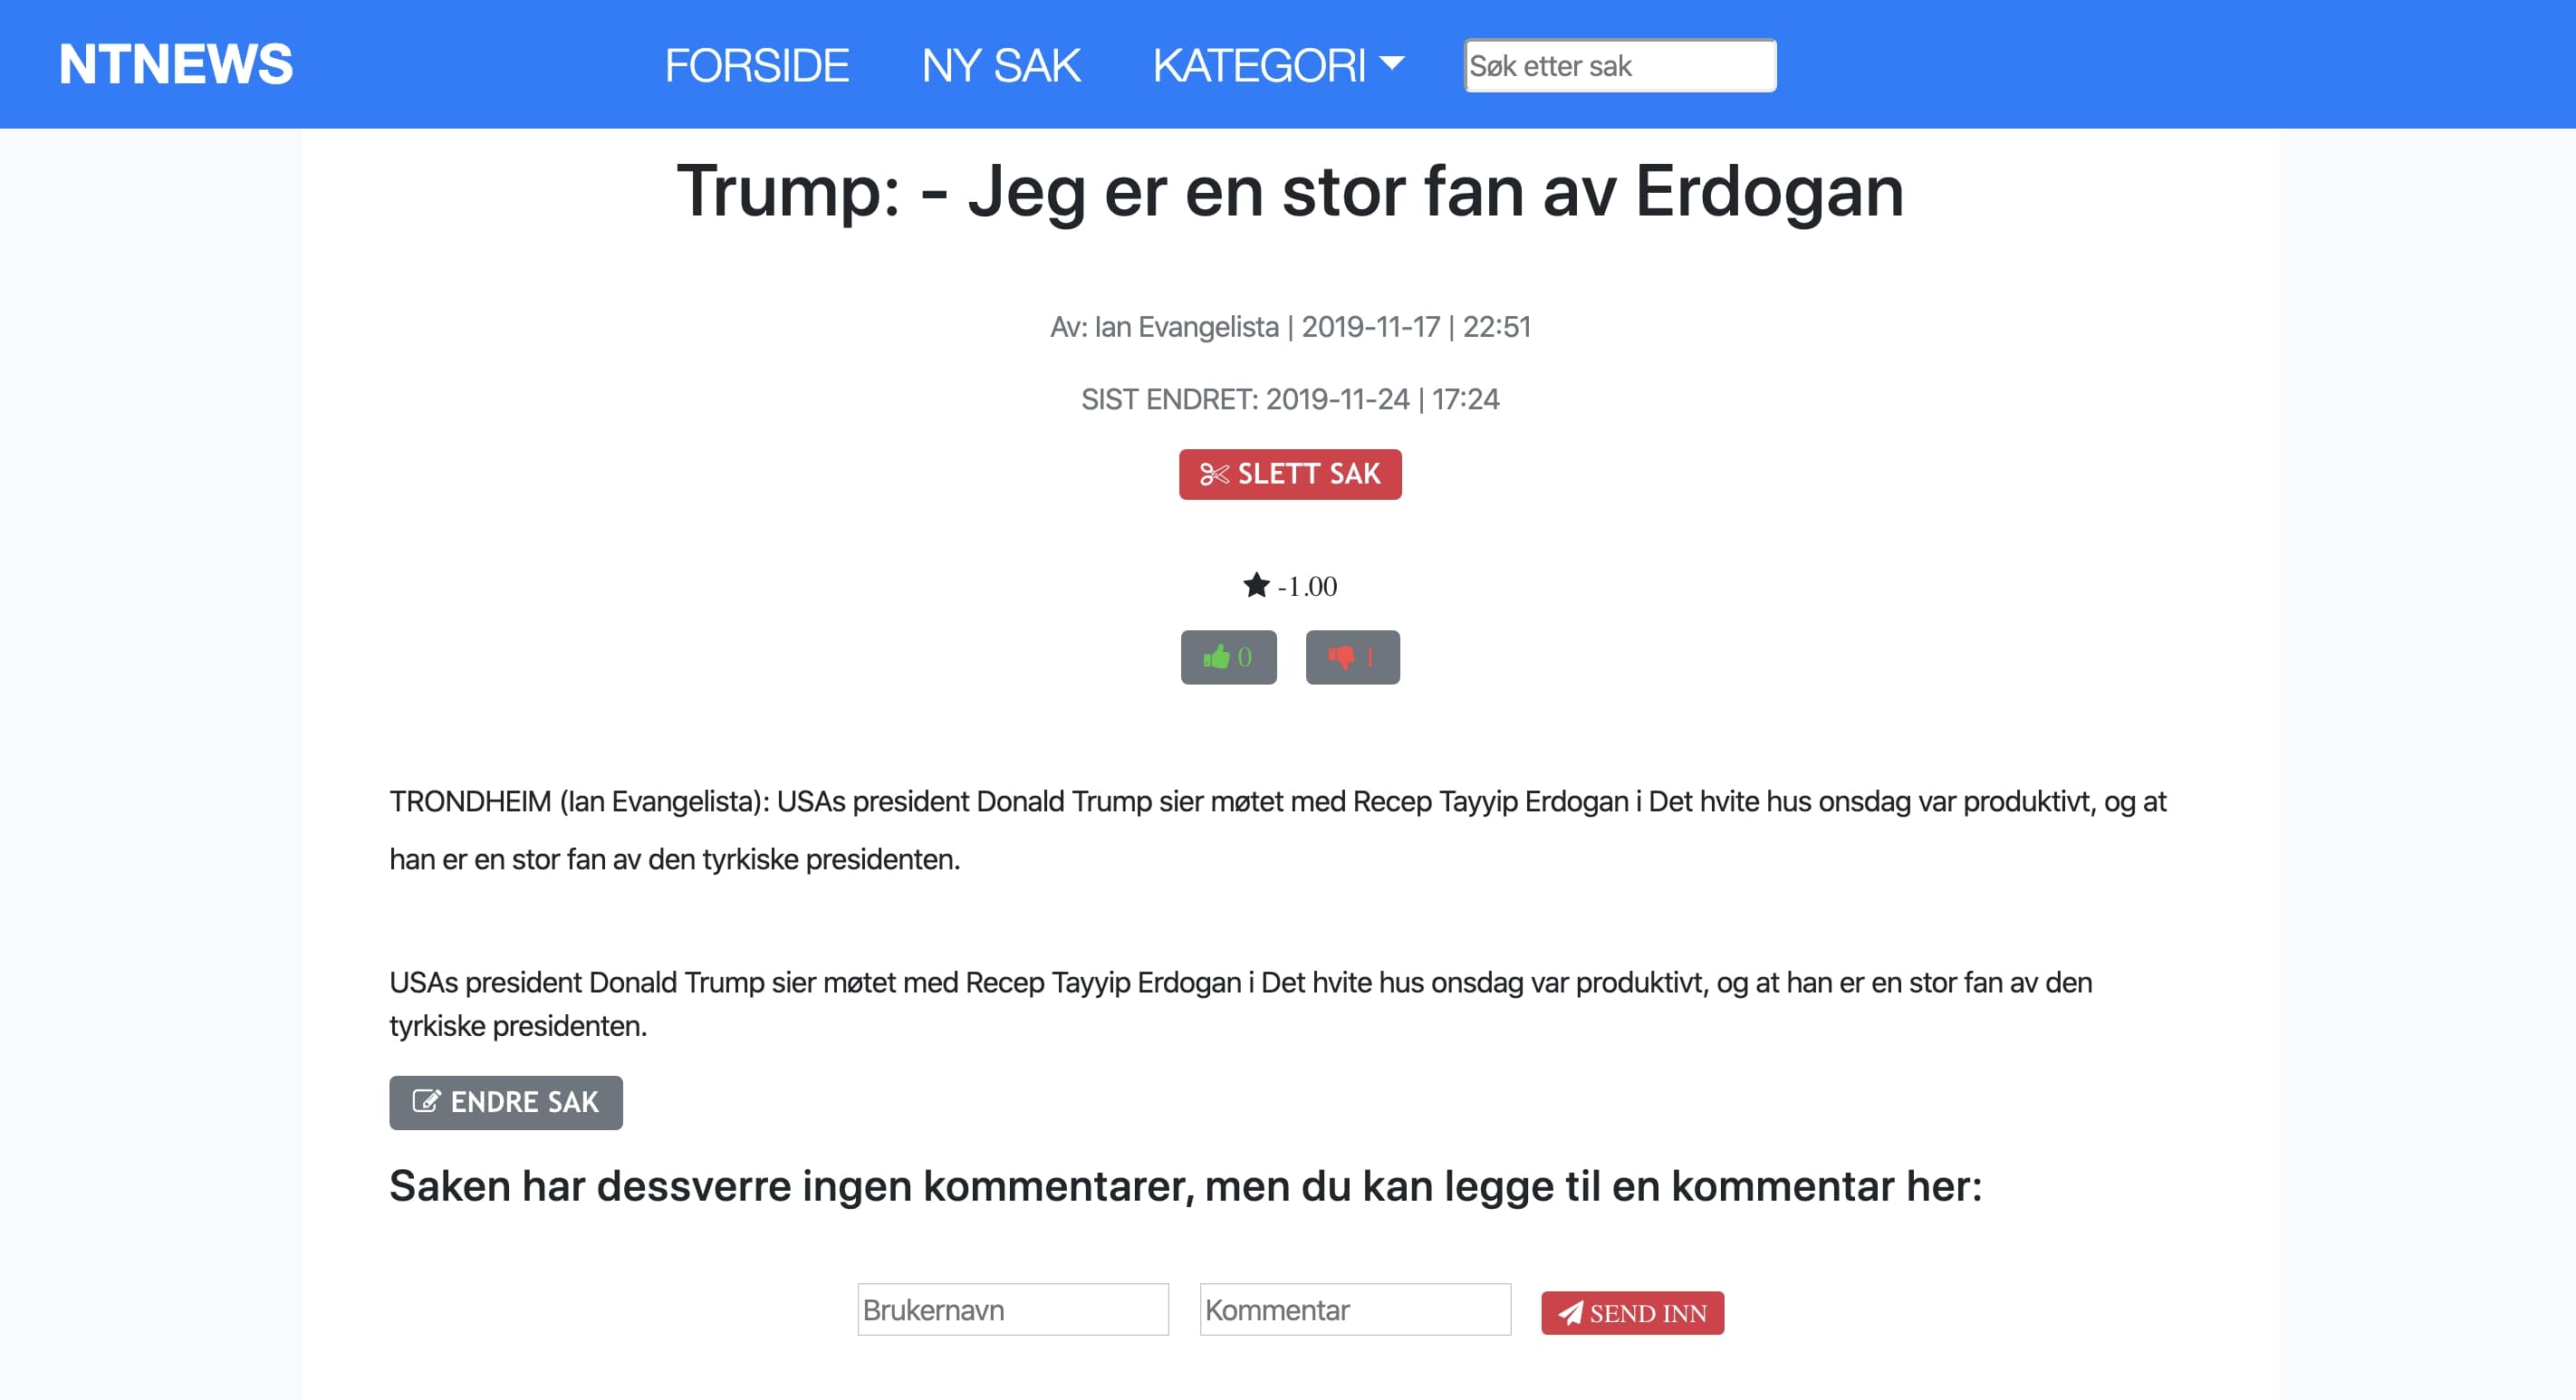 NTNEWS
FORSIDE
NY SAK
KATEGORI
Søk etter sak
Trump: - Jeg er en stor fan av Erdogan
Av: Ian Evangelista | 2019-11-17 | 22:51
SIST ENDRET: 2019-11-24 | 17:24
SLETT SAK
-1.00
0
1
TRONDHEIM (Ian Evangelista): USAs president Donald Trump sier møtet med Recep Tayyip Erdogan i Det hvite hus onsdag var produktivt, og at
han er en stor fan av den tyrkiske presidenten.
USAs president Donald Trump sier møtet med Recep Tayyip Erdogan i Det hvite hus onsdag var produktivt, og at han er en stor fan av den
tyrkiske presidenten.
ENDRE SAK
Saken har dessverre ingen kommentarer, men du kan legge til en kommentar her:
Brukernavn
Kommentar
SEND INN